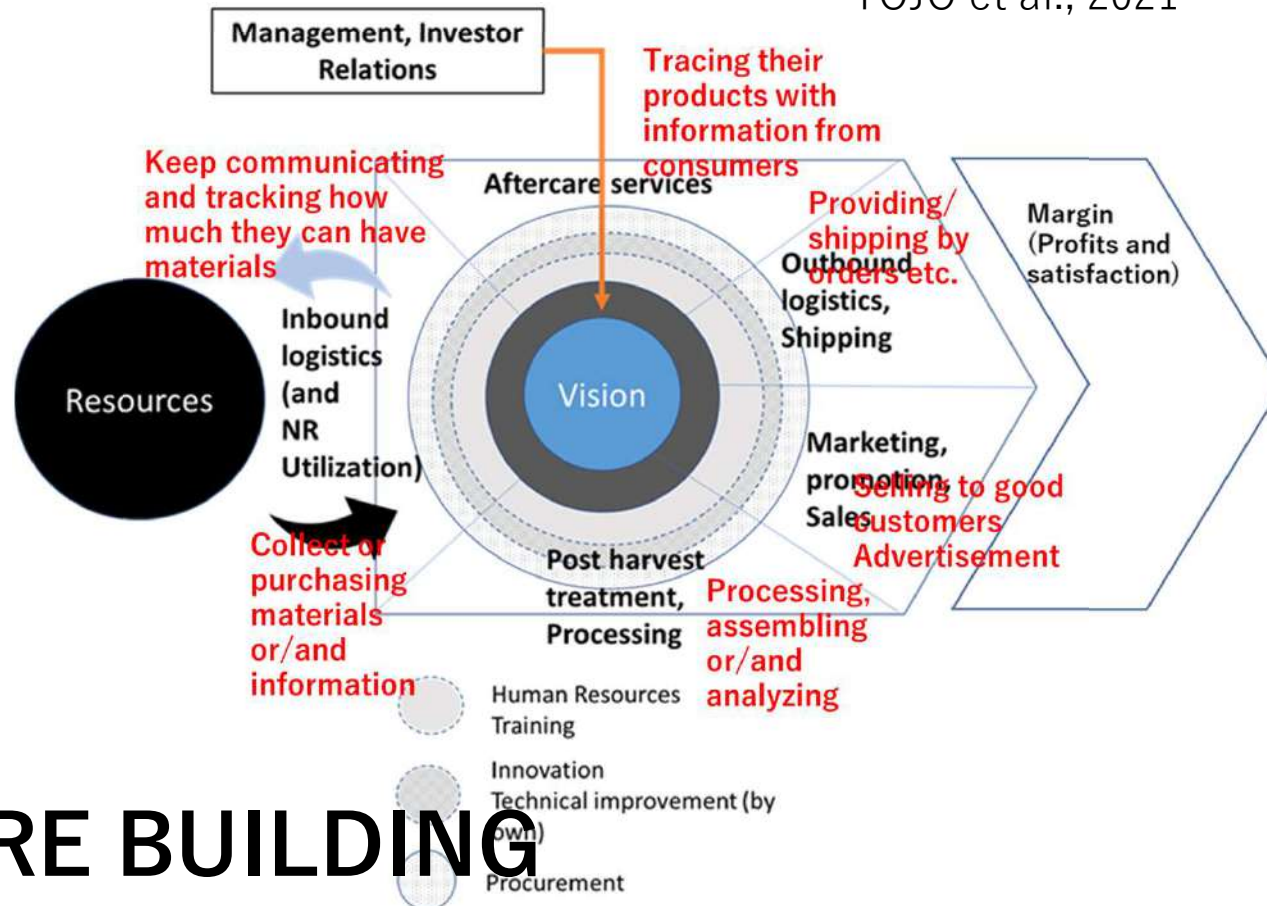 TOJO et al., 2021
Management, Investor
Relations
Tracing their
products with
information from
consumers
Keep communicating
and tracking how
much they can have
materials
Aftercare services
Providing/
shipping by
orders etc.
Outbound
logistics,
Shipping
Margin
(Profits and
satisfaction)
Resources
Inbound
logistics
(and
NR
Utilization)
Vision
Marketing,
promotion,
Sales
Selling to good
customers
Advertisement
Collect or
purchasing
materials
or/and
information
Post harvest
treatment,
Processing
Processing,
assembling
or/and
analyzing
Human Resources
Training
Innovation
Technical improvement (by
own)
RE BUILDING
Procurement